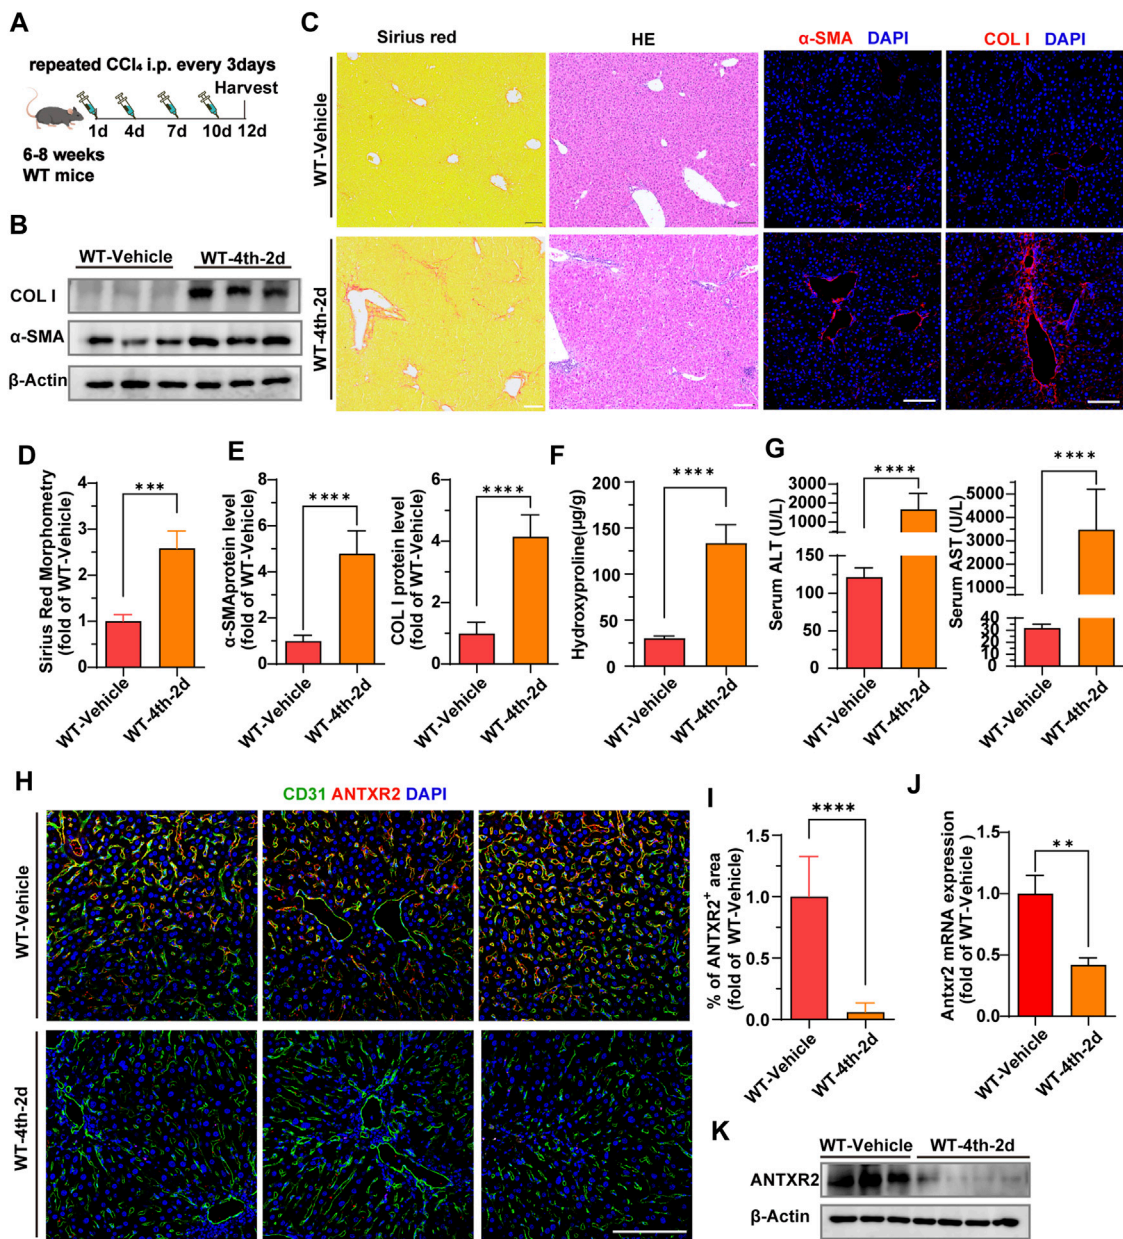 A
repeated CCl₄ i.p. every 3days
Harvest
1d 4d 7d 10d 12d
6-8 weeks
WT mice
B
WT-Vehicle WT-4th-2d
COL I
α-SMA
β-Actin
C
Sirius red HE α-SMA DAPI COL I DAPI
WT-Vehicle
WT-4th-2d
D
Sirius Red Morphometry
(fold of WT-Vehicle)
4
3
2
1
0
***
WT-Vehicle
WT-4th-2d
E
α-SMAprotein level
(fold of WT-Vehicle)
8
6
4
2
0
****
WT-Vehicle
WT-4th-2d
COL I protein level
(fold of WT-Vehicle)
6
4
2
0
****
WT-Vehicle
WT-4th-2d
F
Hydroxyproline(μg/g)
200
150
100
50
0
****
WT-Vehicle
WT-4th-2d
G
Serum ALT (U/L)
3000
2000
1000
150
125
100
75
50
25
0
****
WT-Vehicle
WT-4th-2d
Serum AST (U/L)
5000
4000
3000
2000
1000
40
30
20
10
0
****
WT-Vehicle
WT-4th-2d
H
CD31 ANTXR2 DAPI
WT-Vehicle
WT-4th-2d
I
% of ANTXR2⁺ area
(fold of WT-Vehicle)
1.5
1.0
0.5
0.0
****
WT-Vehicle
WT-4th-2d
J
Antxr2 mRNA expression
(fold of WT-Vehicle )
1.5
1.0
0.5
0.0
**
WT-Vehicle
WT-4th-2d
K
WT-Vehicle WT-4th-2d
ANTXR2
β-Actin